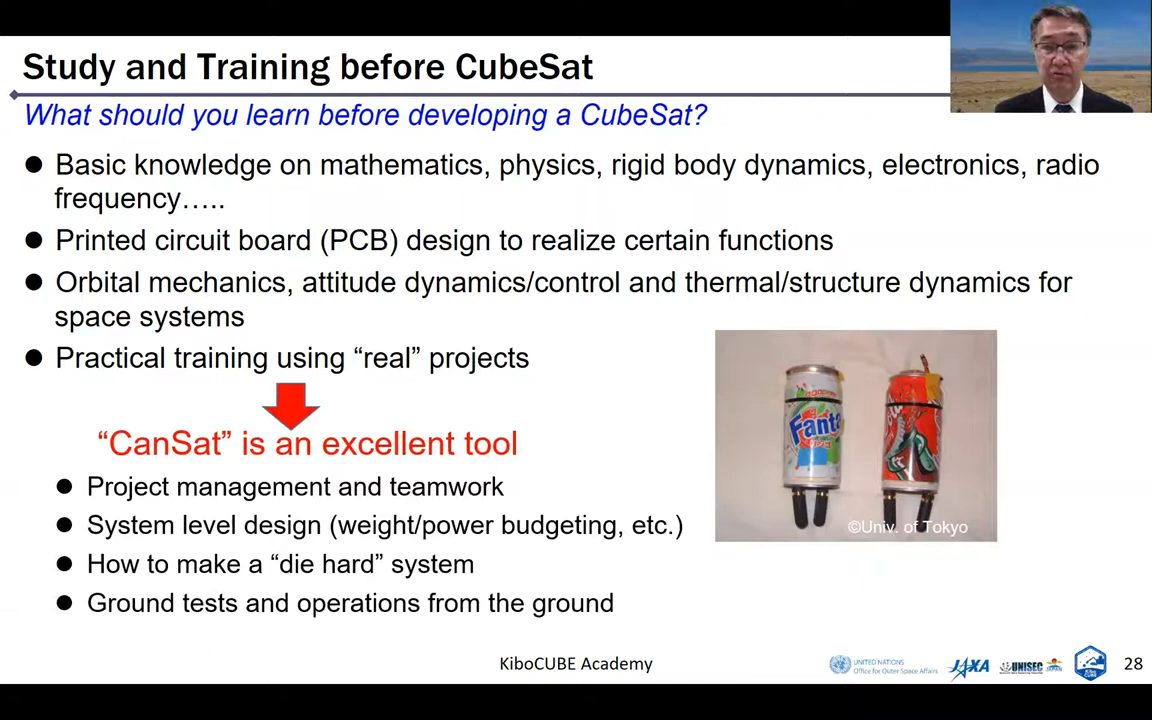 Study and Training before CubeSat
What should you learn before developing a CubeSat?
● Basic knowledge on mathematics, physics, rigid body dynamics, electronics, radio
frequency…..
● Printed circuit board (PCB) design to realize certain functions
● Orbital mechanics, attitude dynamics/control and thermal/structure dynamics for
space systems
● Practical training using “real” projects
“CanSat” is an excellent tool
● Project management and teamwork
● System level design (weight/power budgeting, etc.)
● How to make a “die hard” system
● Ground tests and operations from the ground
Fanta
©Univ. of Tokyo
KiboCUBE Academy
UNITED NATIONS
Office for Outer Space Affairs
JAXA
UNISEC
28